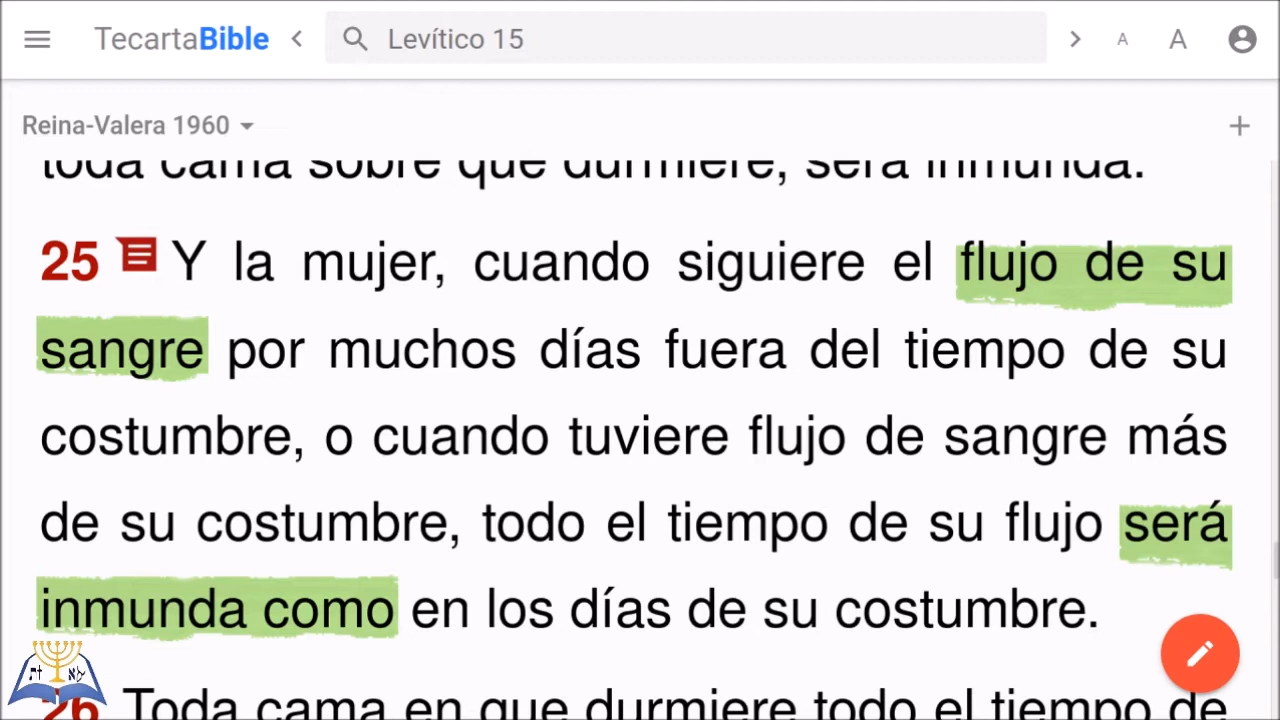 TecartaBible
Levítico 15
A A
Reina-Valera 1960
toda cama sobre que durmiere, será inmunda.
25 Y la mujer, cuando siguiere el flujo de su
sangre por muchos días fuera del tiempo de su
costumbre, o cuando tuviere flujo de sangre más
de su costumbre, todo el tiempo de su flujo será
inmunda como en los días de su costumbre.
26 Toda cama en que durmiere todo el tiempo de